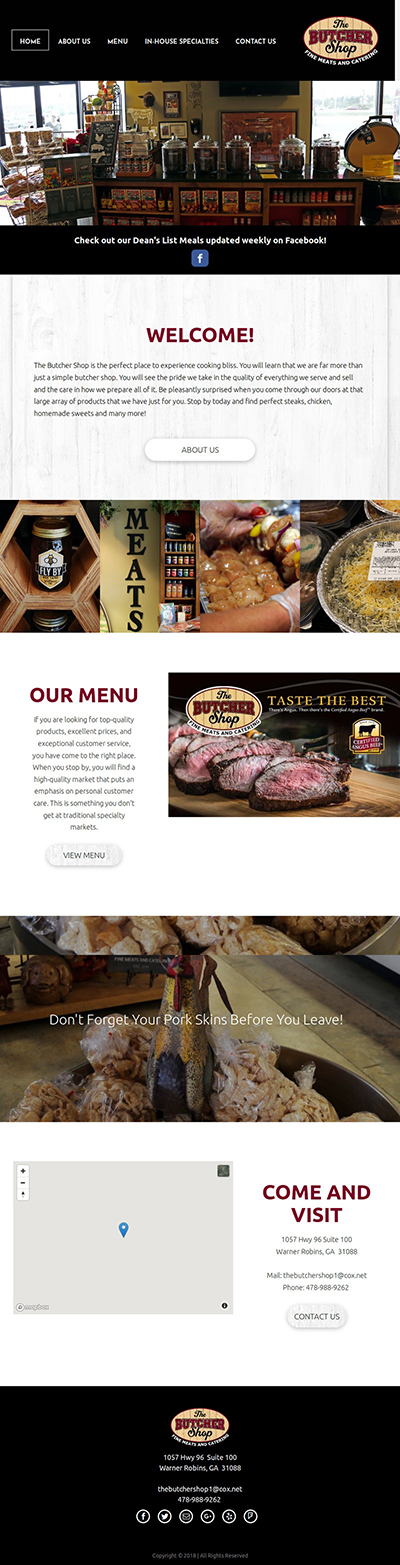 HOME
ABOUT US
MENU
IN-HOUSE SPECIALTIES
CONTACT US
The
BUTCHER
Shop
FINE MEATS AND CATERING
Check out our Dean's List Meals updated weekly on Facebook!
WELCOME!
The Butcher Shop is the perfect place to experience cooking bliss. You will learn that we are far more than
just a simple butcher shop. You will see the pride we take in the quality of everything we serve and sell
and the care in how we prepare all of it. Be pleasantly surprised when you come through our doors at that
large array of products that we have just for you. Stop by today and find perfect steaks, chicken,
homemade sweets and many more!
ABOUT US
FLY BY
MEATS
OUR MENU
If you are looking for top-quality
products, excellent prices, and
exceptional customer service,
you have come to the right place.
When you stop by, you will find a
high-quality market that puts an
emphasis on personal customer
care. This is something you don't
get at traditional specialty
markets.
VIEW MENU
The
BUTCHER
Shop
FINE MEATS AND CATERING
TASTE THE BEST
There's Angus. Then there's the Certified Angus Beef® brand.
CERTIFIED
ANGUS BEEF
FINE MEATS AND CATERING
Don't Forget Your Pork Skins Before You Leave!
mapbox
COME AND
VISIT
1057 Hwy 96 Suite 100
Warner Robins, GA 31088
Mail: thebutchershop1@cox.net
Phone: 478-988-9262
CONTACT US
The
BUTCHER
Shop
FINE MEATS AND CATERING
1057 Hwy 96 Suite 100
Warner Robins, GA 31088
thebutchershop1@cox.net
478-988-9262
Copyright © 2018 | All Rights Reserved